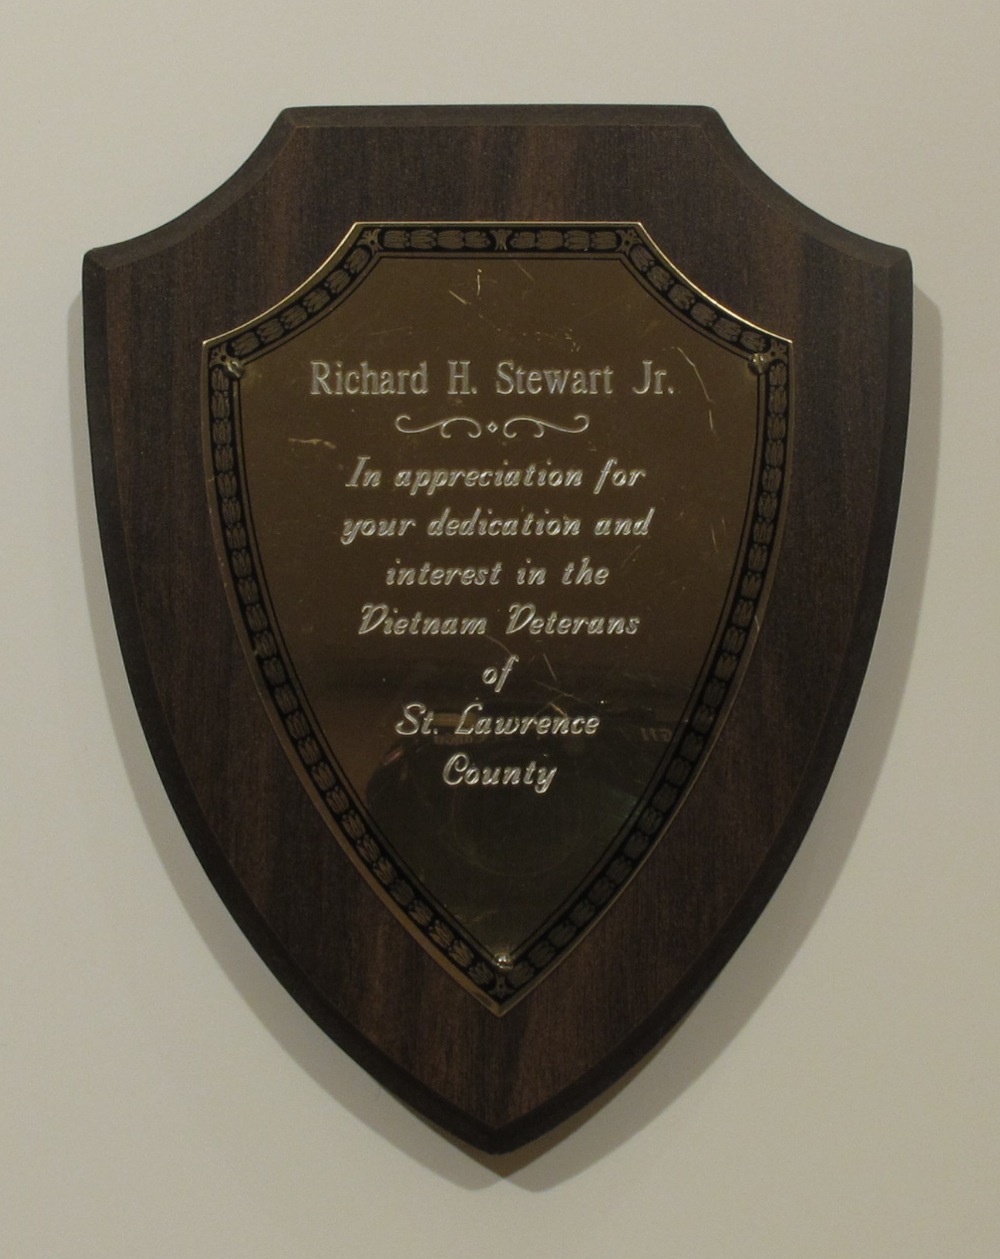 Richard H. Stewart Jr.
In appreciation for
your dedication and
interest in the
Vietnam Veterans
of
St. Lawrence
County